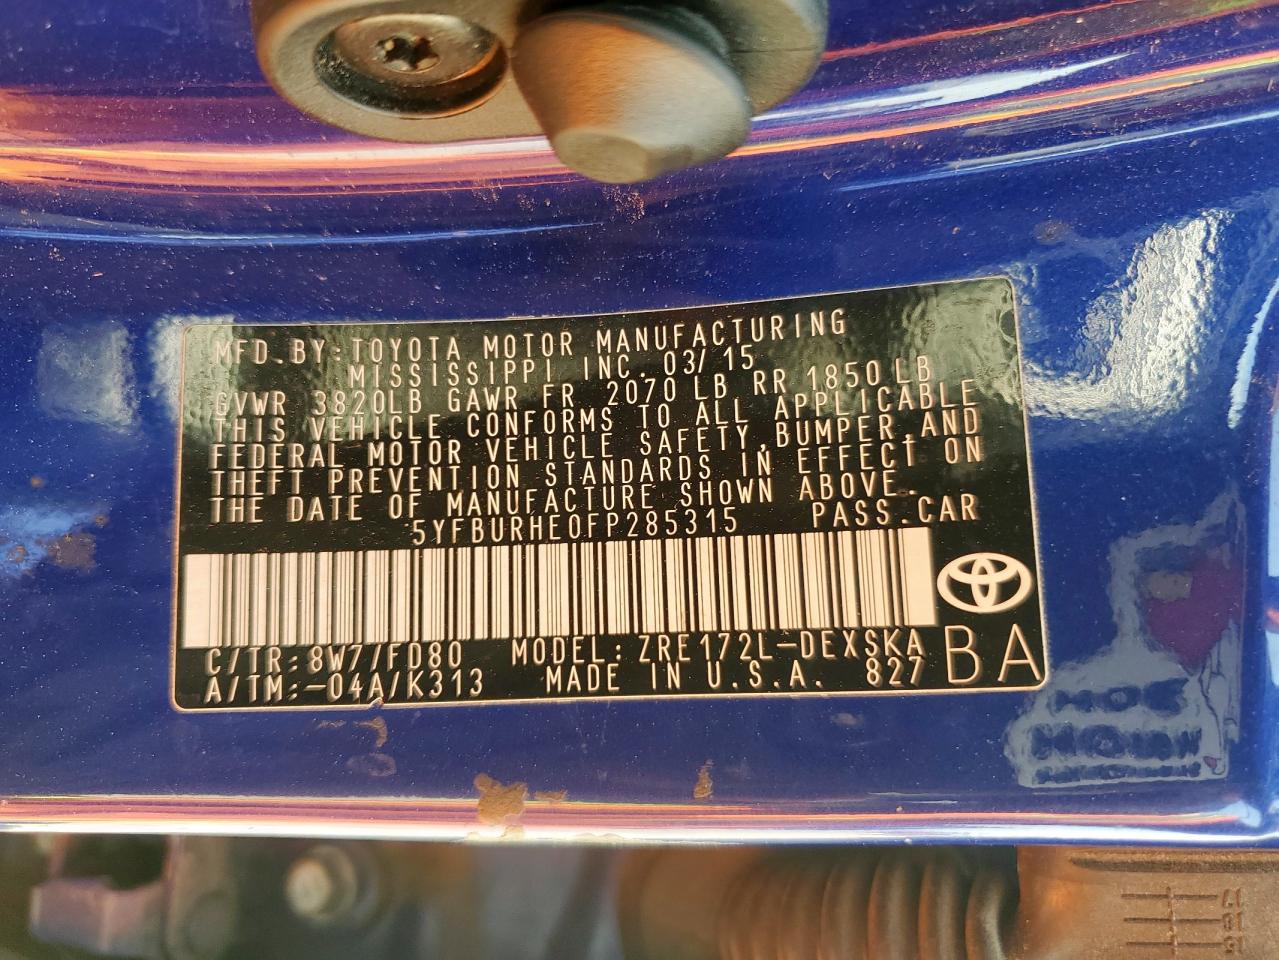 MFD.BY:TOYOTA MOTOR MANUFACTURING
MISSISSIPPI INC. 03/15
GVWR 3820LB GAWR FR 2070 LB RR 1850 LB
THIS VEHICLE CONFORMS TO ALL APPLICABLE
FEDERAL MOTOR VEHICLE SAFETY,BUMPER,AND
THEFT PREVENTION STANDARDS IN EFFECT ON
THE DATE OF MANUFACTURE SHOWN ABOVE.
5YFBURHE0FP285315 PASS.CAR
C/TR:8W7/FD80 MODEL:ZRE172L-DEXSKA
A/TM:-04A/K313 MADE IN U.S.A. 827
BA
17
16
15